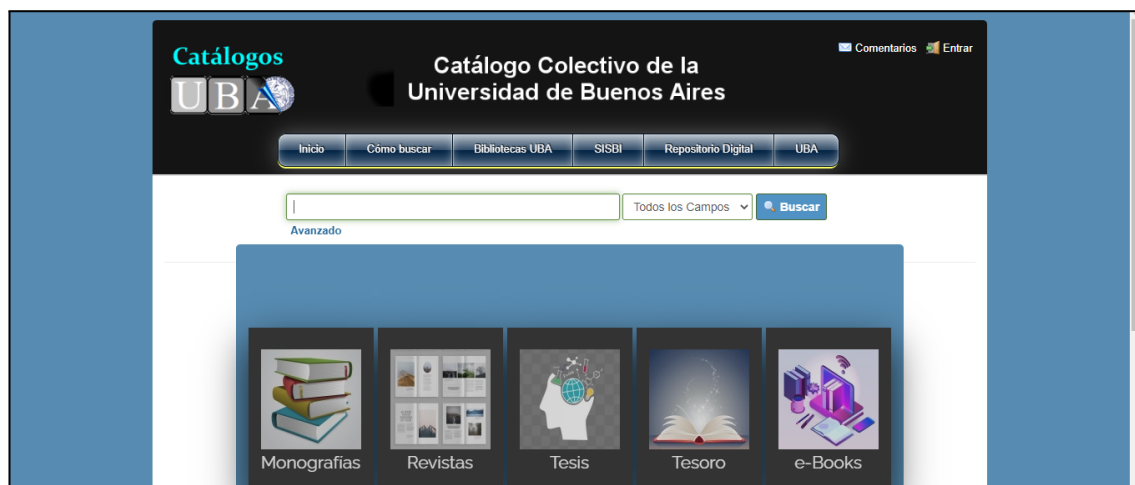 Catálogos
UBA
Catálogo Colectivo de la
Universidad de Buenos Aires
Comentarios Entrar
Inicio Cómo buscar Bibliotecas UBA SISBI Repositorio Digital UBA
Todos los Campos Buscar
Avanzado
Monografias Revistas Tesis Tesoro e-Books